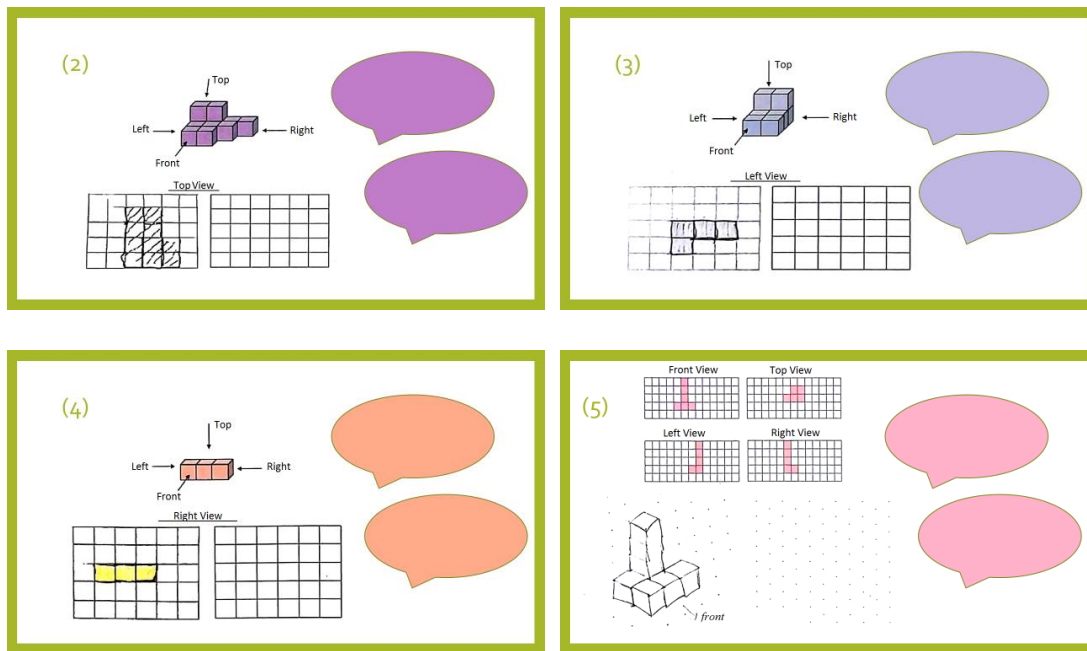 (2)
Top
Left
Right
Front
Top View
(3)
Top
Left
Right
Front
Left View
(4)
Top
Left
Right
Front
Right View
(5)
Front View
Top View
Left View
Right View
front